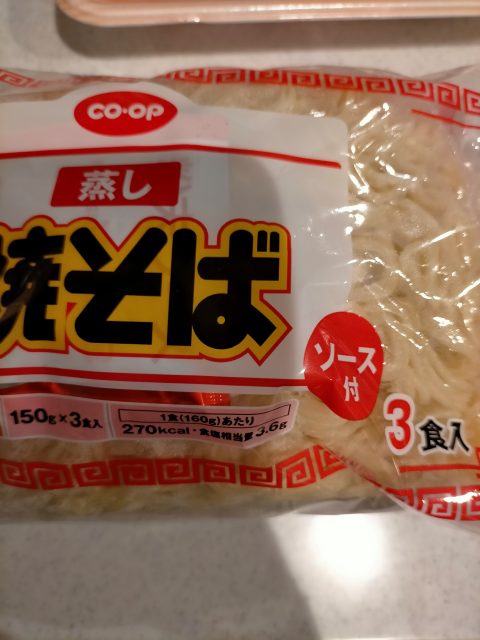 CO·OP
蒸し
焼そば
ソース
付
150g×3食入
1食(160g)あたり
270kcal・食塩相当量3.6g
3食入